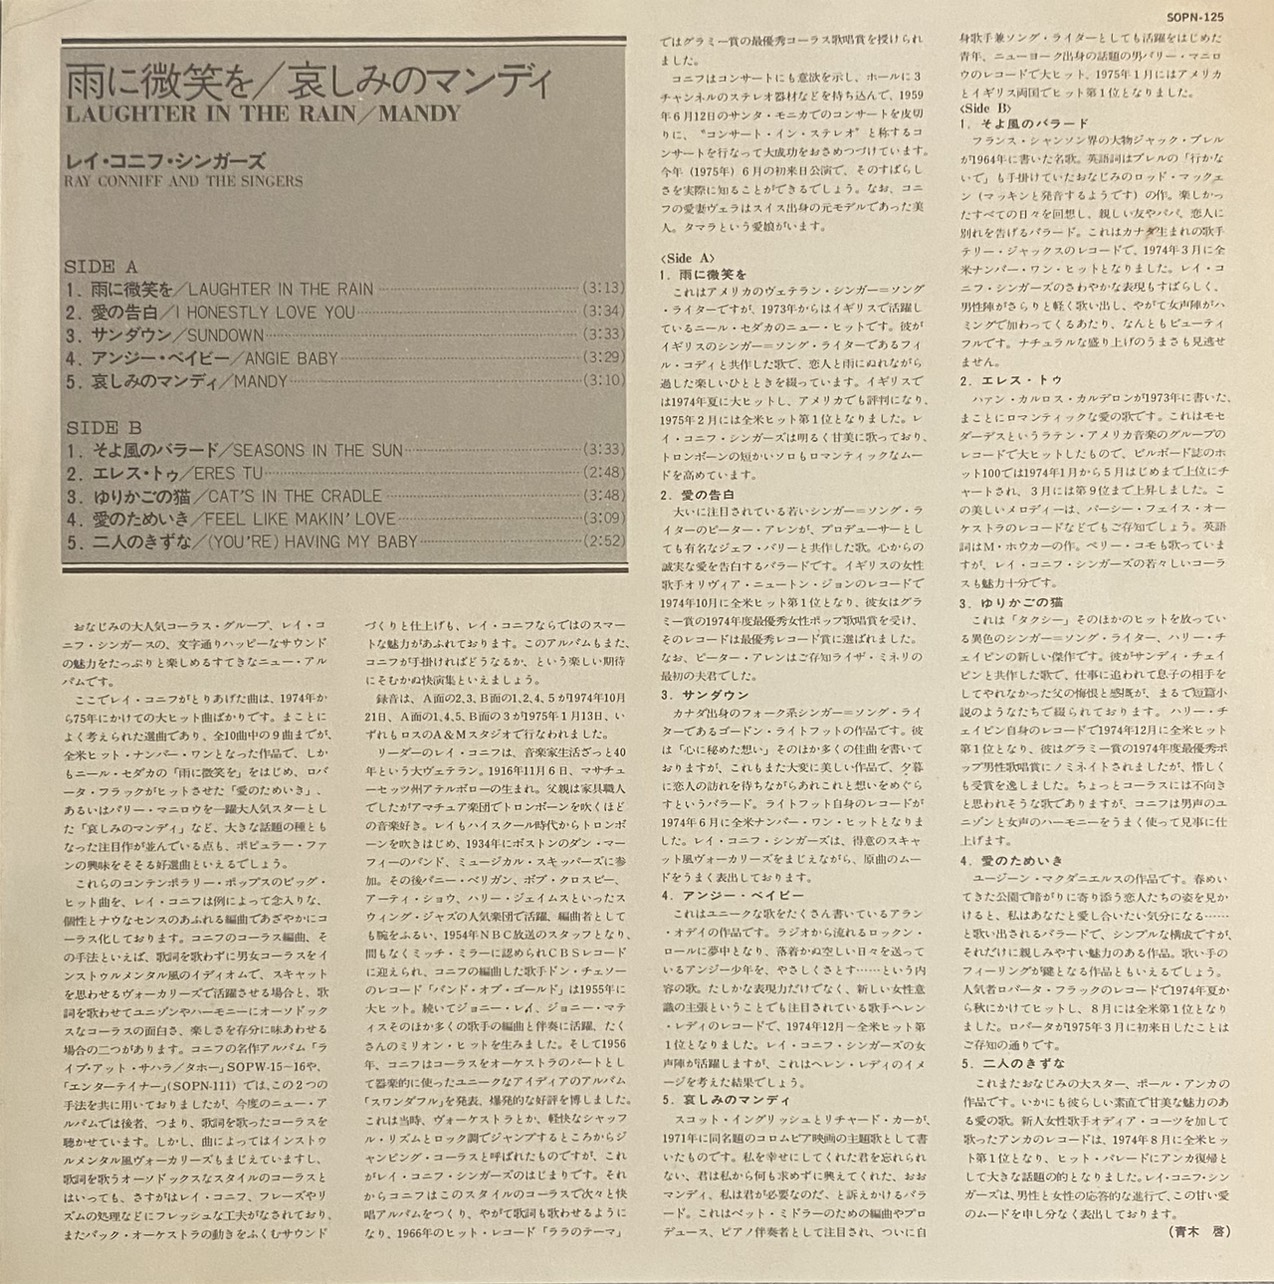 SOPN-125
雨に微笑を／哀しみのマンディ
LAUGHTER IN THE RAIN／MANDY
レイ・コニフ・シンガーズ
RAY CONNIFF AND THE SINGERS
SIDE A
1. 雨に微笑を／LAUGHTER IN THE RAIN (3:13)
2. 愛の告白／I HONESTLY LOVE YOU (3:34)
3. サンダウン／SUNDOWN (3:33)
4. アンジー・ベイビー／ANGIE BABY (3:29)
5. 哀しみのマンディ／MANDY (3:10)
SIDE B
1. そよ風のバラード／SEASONS IN THE SUN (3:33)
2. エレス・トゥ／ERES TU (2:48)
3. ゆりかごの猫／CAT'S IN THE CRADLE (3:48)
4. 愛のためいき／FEEL LIKE MAKIN' LOVE (3:09)
5. 二人のきずな／(YOU'RE) HAVING MY BABY (2:52)
おなじみの大人気コーラス・グループ、レイ・コ
ニフ・シンガーズの、文字通りハッピーなサウンド
の魅力をたっぷりと楽しめるすてきなニュー・アル
バムです。
ここでレイ・コニフがとりあげた曲は、1974年か
ら75年にかけての大ヒット曲ばかりです。まことに
よく考えられた選曲であり、全10曲中の9曲までが、
全米ヒット・ナンバー・ワンとなった作品で、しか
もニール・セダカの「雨に微笑を」をはじめ、ロバ
ータ・フラックがヒットさせた「愛のためいき」、
あるいはバリー・マニロウを一躍大人気スターとし
た「哀しみのマンディ」など、大きな話題の種とも
なった注目作が並んでいる点も、ポピュラー・ファ
ンの興味をそそる好選曲といえるでしょう。
これらのコンテンポラリー・ポップスのビッグ・
ヒット曲を、レイ・コニフは例によって念入りな、
個性とナウなセンスのあふれる編曲であざやかにコ
ーラス化しております。コニフのコーラス編曲、そ
の手法といえば、歌詞を歌わずに男女コーラスをイ
ンストゥルメンタル風のイディオムで、スキャット
を思わせるヴォーカリーズで活躍させる場合と、歌
詞を歌わせてユニゾンやハーモニーにオーソドック
スなコーラスの面白さ、楽しさを存分に味あわせる
場合の二つがあります。コニフの名作アルバム「ラ
イブ・アット・サハラ／タホー」SOPW-15～16や、
「エンターテイナー」(SOPN-111) では、この2つの
手法を共に用いておりましたが、今度のニュー・ア
ルバムでは後者、つまり、歌詞を歌ったコーラスを
聴かせています。しかし、曲によってはインストゥ
ルメンタル風ヴォーカリーズもまじえていますし、
歌詞を歌うオーソドックスなスタイルのコーラスと
はいっても、さすがはレイ・コニフ、フレーズやリ
ズムの処理などにフレッシュな工夫がなされており、
またバック・オーケストラの動きをふくむサウンド
づくりと仕上げも、レイ・コニフならではのスマー
トな魅力があふれております。このアルバムもまた、
コニフが手掛ければどうなるか、という楽しい期待
にそむかぬ快演集といえましょう。
録音は、A面の2,3、B面の1,2,4,5が1974年10月
21日、A面の1,4,5、B面の3が1975年1月13日、い
ずれもロスのA&Mスタジオで行なわれました。
リーダーのレイ・コニフは、音楽家生活ざっと40
年という大ヴェテラン。1916年11月6日、マサチュ
ーセッツ州アテルボローの生まれ。父親は家具職人
でしたがアマチュア楽団でトロンボーンを吹くほど
の音楽好き。レイもハイスクール時代からトロンボ
ーンを吹きはじめ、1934年にボストンのダン・マー
フィーのバンド、ミュージカル・スキッパーズに参
加。その後バニー・ベリガン、ボブ・クロスビー、
アーティ・ショウ、ハリー・ジェイムスといったス
ウィング・ジャズの人気楽団で活躍、編曲者として
も腕をふるい、1954年NBC放送のスタッフとなり、
間もなくミッチ・ミラーに認められCBSレコード
に迎えられ、コニフの編曲した歌手ドン・チェソー
のレコード「バンド・オブ・ゴールド」は1955年に
大ヒット。続いてジョニー・レイ、ジョニー・マテ
ィスそのほか多くの歌手の編曲と伴奏に活躍、たく
さんのミリオン・ヒットを生みました。そして1956
年、コニフはコーラスをオーケストラのパートとし
て器楽的に使ったユニークなアイディアのアルバム
「スワンダフル」を発表、爆発的な好評を博しました。
これは当時、ヴォーケストラとか、軽快なシャッフ
ル・リズムとロック調でジャンプするところからジ
ャンピング・コーラスと呼ばれたものですが、これ
がレイ・コニフ・シンガーズのはじまりです。それ
からコニフはこのスタイルのコーラスで次々と快
唱アルバムをつくり、やがて歌詞も歌わせるように
なり、1966年のヒット・レコード「ララのテーマ」
ではグラミー賞の最優秀コーラス歌唱賞を授けられ
ました。
コニフはコンサートにも意欲を示し、ホールに3
チャンネルのステレオ器材などを持ち込んで、1959
年6月12日のサンタ・モニカでのコンサートを皮切
りに、“コンサート・イン・ステレオ”と称するコ
ンサートを行なって大成功をおさめつづけています。
今年（1975年）6月の初来日公演で、そのすばらし
さを実際に知ることができるでしょう。なお、コニ
フの愛妻ヴェラはスイス出身の元モデルであった美
人。タマラという愛娘がいます。
〈Side A〉
1. 雨に微笑を
これはアメリカのヴェテラン・シンガー＝ソング
・ライターですが、1973年からはイギリスで活躍し
ているニール・セダカのニュー・ヒットです。彼が
イギリスのシンガー＝ソング・ライターであるフィ
ル・コディと共作した歌で、恋人と雨にぬれながら
過した楽しいひとときを綴っています。イギリスで
は1974年夏に大ヒットし、アメリカでも評判になり、
1975年2月には全米ヒット第1位となりました。レ
イ・コニフ・シンガーズは明るく甘美に歌っており、
トロンボーンの短かいソロもロマンティックなムー
ドを高めています。
2. 愛の告白
大いに注目されている若いシンガー＝ソング・ラ
イターのピーター・アレンが、プロデューサーとし
ても有名なジェフ・バリーと共作した歌。心からの
誠実な愛を告白するバラードです。イギリスの女性
歌手オリヴィア・ニュートン・ジョンのレコードで
1974年10月に全米ヒット第1位となり、彼女はグラ
ミー賞の1974年度最優秀女性ポップ歌唱賞を受け、
そのレコードは最優秀レコード賞に選ばれました。
なお、ピーター・アレンはご存知ライザ・ミネリの
最初の夫君でした。
3. サンダウン
カナダ出身のフォーク系シンガー＝ソング・ライ
ターであるゴードン・ライトフットの作品です。彼
は「心に秘めた想い」そのほか多くの佳曲を書いて
おりますが、これもまた大変に美しい作品で、夕暮
に恋人の訪れを待ちながらあれこれと想いをめぐら
すというバラード。ライトフット自身のレコードが
1974年6月に全米ナンバー・ワン・ヒットとなりま
した。レイ・コニフ・シンガーズは、得意のスキャ
ット風ヴォーカリーズをまじえながら、原曲のムー
ドをうまく表出しております。
4. アンジー・ベイビー
これはユニークな歌をたくさん書いているアラン
・オデイの作品です。ラジオから流れるロックン・
ロールに夢中となり、落着かぬ空しい日々を送って
いるアンジー少年を、やさしくさとす……という内
容の歌。たしかな表現力だけでなく、新しい女性意
識の主張ということでも注目されている歌手ヘレン
・レディのレコードで、1974年12月～全米ヒット第
1位となりました。レイ・コニフ・シンガーズの女
声陣が活躍しますが、これはヘレン・レディのイメ
ージを考えた結果でしょう。
5. 哀しみのマンディ
スコット・イングリッシュとリチャード・カーが、
1971年に同名題のコロムビア映画の主題歌として書
いたものです。私を幸せにしてくれた君を忘れられ
ない、君は私から何も求めずに興えてくれた、おお
マンディ、私は君が必要なのだ、と訴えかけるバラ
ード。これはベット・ミドラーのための編曲やプロ
デュース、ピアノ伴奏者として注目され、ついに自
身歌手兼ソング・ライターとしても活躍をはじめた
青年、ニューヨーク出身の話題の男バリー・マニロ
ウのレコードで大ヒット、1975年1月にはアメリカ
とイギリス両国でヒット第1位となりました。
〈Side B〉
1. そよ風のバラード
フランス・シャンソン界の大物ジャック・ブレル
が1964年に書いた名歌。英語詞はブレルの「行かな
いで」も手掛けていたおなじみのロッド・マックェ
ン（マッキンと発音するようです）の作。楽しかっ
たすべての日々を回想し、親しい友やパパ、恋人に
別れを告げるバラード。これはカナダ生まれの歌手
テリー・ジャックスのレコードで、1974年3月に全
米ナンバー・ワン・ヒットとなりました。レイ・コ
ニフ・シンガーズのさわやかな表現もすばらしく、
男性陣がさらりと軽く歌い出し、やがて女声陣がハ
ミングで加わってくるあたり、なんともビューティ
フルです。ナチュラルな盛り上げのうまさも見逃せ
ません。
2. エレス・トゥ
ハァン・カルロス・カルデロンが1973年に書いた、
まことにロマンティックな愛の歌です。これはモセ
ダーデスというラテン・アメリカ音楽のグループの
レコードで大ヒットしたもので、ビルボード誌のホ
ット100では1974年1月から5月はじめまで上位にチ
ャートされ、3月には第9位まで上昇しました。こ
の美しいメロディーは、パーシー・フェイス・オー
ケストラのレコードなどでもご存知でしょう。英語
詞はM・ホウカーの作。ペリー・コモも歌っていま
すが、レイ・コニフ・シンガーズの若々しいコーラ
スも魅力十分です。
3. ゆりかごの猫
これは「タクシー」そのほかのヒットを放ってい
る異色のシンガー＝ソング・ライター、ハリー・チ
ェイピンの新しい傑作です。彼がサンディ・チェイ
ピンと共作した歌で、仕事に追われて息子の相手を
してやれなかった父の悔恨と感慨が、まるで短篇小
説のようなたちで綴られております。ハリー・チ
ェイピン自身のレコードで1974年12月に全米ヒット
第1位となり、彼はグラミー賞の1974年度最優秀ポ
ップ男性歌唱賞にノミネイトされましたが、惜しく
も受賞を逸しました。ちょっとコーラスには不向き
と思われそうな歌でありますが、コニフは男声のユ
ニゾンと女声のハーモニーをうまく使って見事に仕
上げます。
4. 愛のためいき
ユージーン・マクダニエルスの作品です。春めい
てきた公園で暗がりに寄り添う恋人たちの姿を見か
けると、私はあなたと愛し合いたい気分になる……
と歌い出されるバラードで、シンプルな構成ですが、
それだけに親しみやすい魅力のある作品。歌い手の
フィーリングが鍵となる作品ともいえるでしょう。
人気者ロバータ・フラックのレコードで1974年夏か
ら秋にかけてヒットし、8月には全米第1位となり
ました。ロバータが1975年3月に初来日したことは
ご存知の通りです。
5. 二人のきずな
これまたおなじみの大スター、ポール・アンカの
作品です。いかにも彼らしい素直で甘美な魅力のあ
る愛の歌。新人女性歌手オディア・コーツを加して
歌ったアンカのレコードは、1974年8月に全米ヒッ
ト第1位となり、ヒット・パレードにアンカ復帰と
して大きな話題の的となりました。レイ・コニフ・シン
ガーズは、男性と女性の応答的な進行で、この甘い愛
のムードを申し分なく表出しております。
（青木　啓）